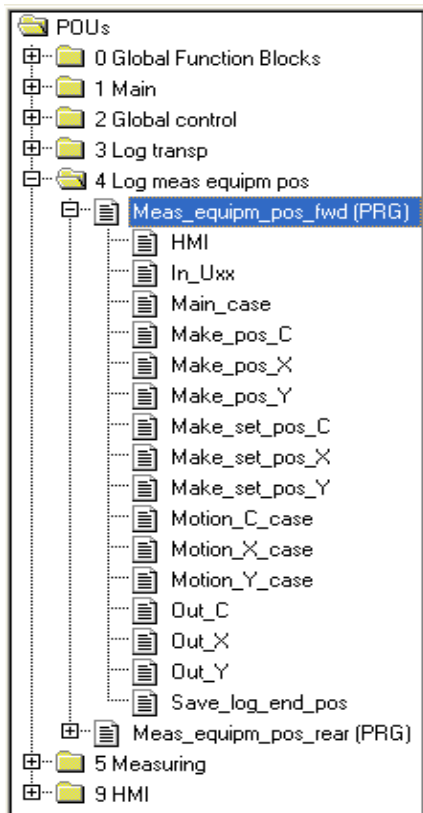 POUs
0 Global Function Blocks
1 Main
2 Global control
3 Log transp
4 Log meas equipm pos
Meas_equipm_pos_fwd (PRG)
HMI
In_Uxx
Main_case
Make_pos_C
Make_pos_X
Make_pos_Y
Make_set_pos_C
Make_set_pos_X
Make_set_pos_Y
Motion_C_case
Motion_X_case
Motion_Y_case
Out_C
Out_X
Out_Y
Save_log_end_pos
Meas_equipm_pos_rear (PRG)
5 Measuring
9 HMI